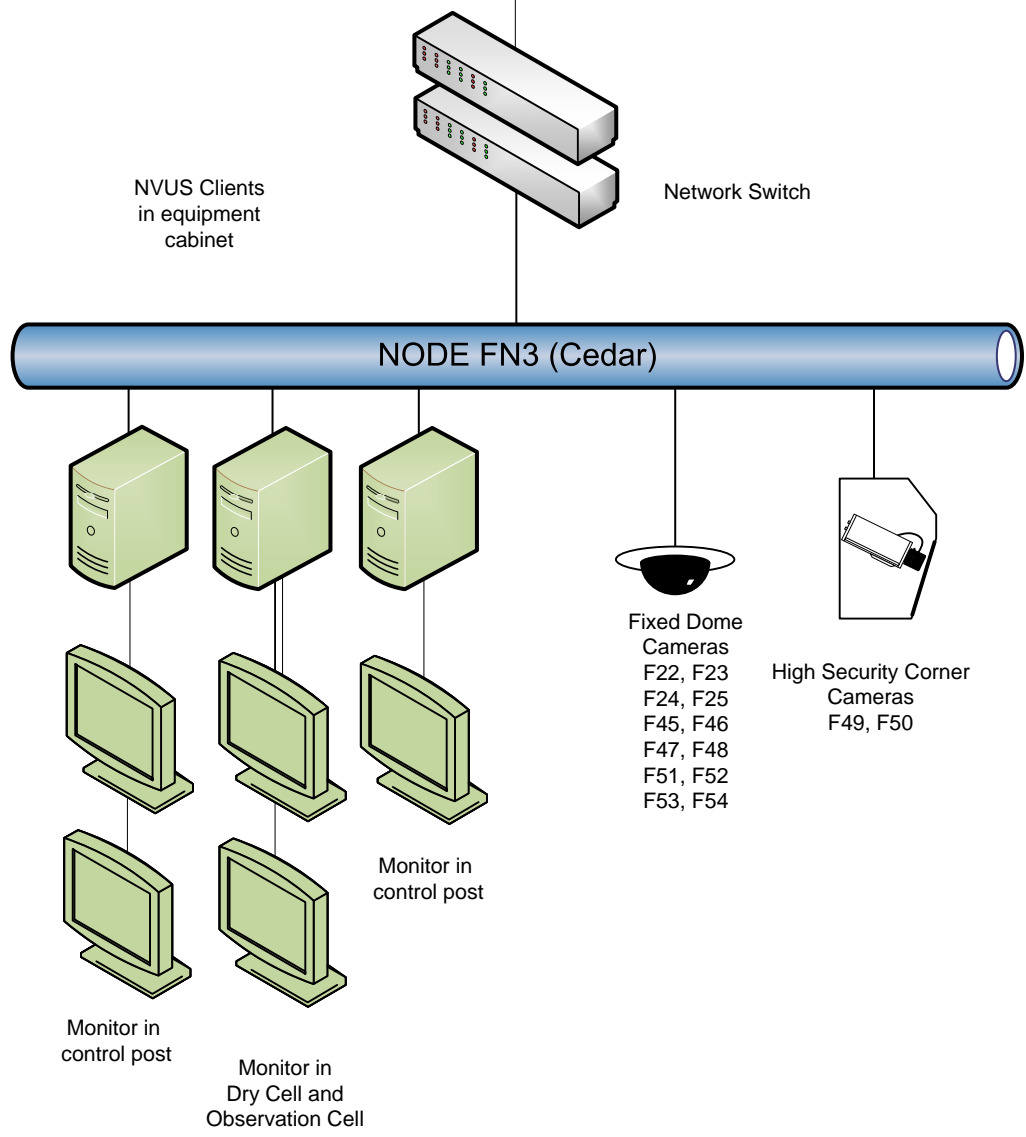 NVUS Clients
in equipment
cabinet
Network Switch
NODE FN3 (Cedar)
Fixed Dome
Cameras
F22, F23
F24, F25
F45, F46
F47, F48
F51, F52
F53, F54
High Security Corner
Cameras
F49, F50
Monitor in
control post
Monitor in
control post
Monitor in
Dry Cell and
Observation Cell